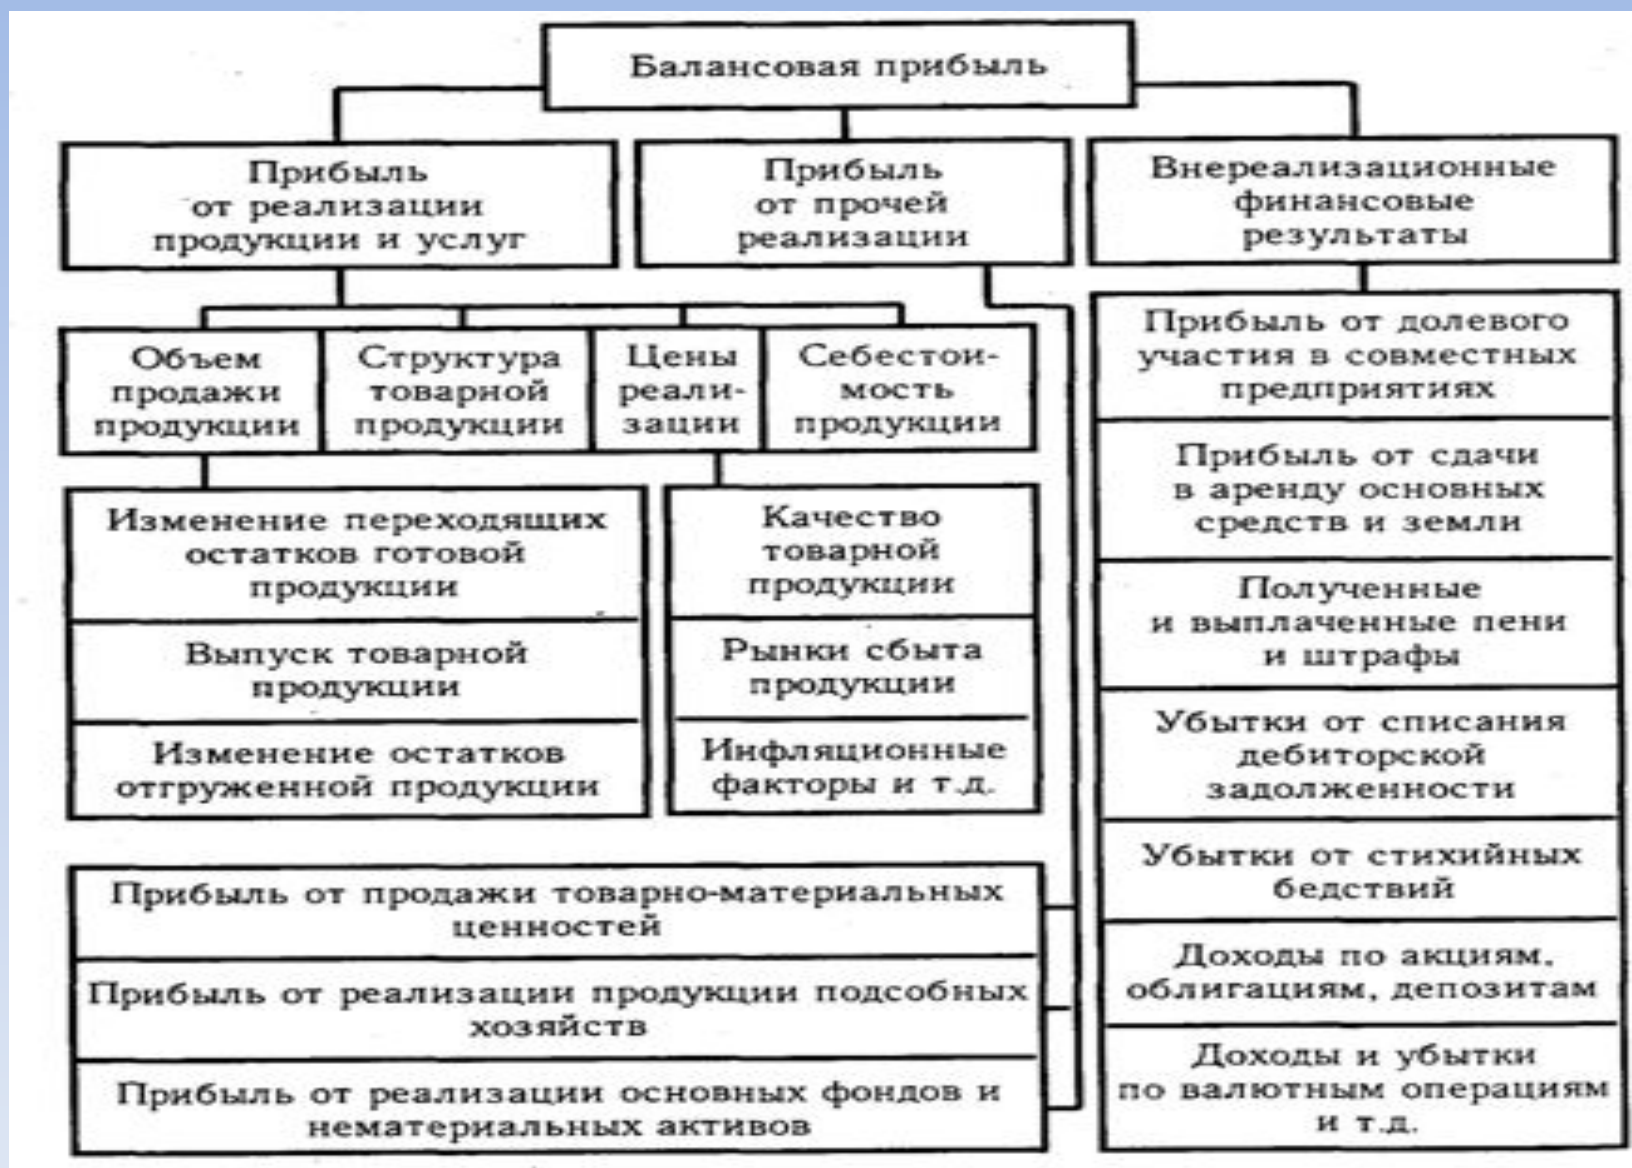 Балансовая прибыль
Прибыль
от реализации
продукции и услуг
Прибыль
от прочей
реализации
Внереализационные
финансовые
результаты
Объем
продажи
продукции
Структура
товарной
продукции
Цены
реали-
зации
Себестои-
мость
продукции
Изменение переходящих
остатков готовой
продукции
Выпуск товарной
продукции
Изменение остатков
отгруженной продукции
Качество
товарной
продукции
Рынки сбыта
продукции
Инфляционные
факторы и т.д.
Прибыль от продажи товарно-материальных
ценностей
Прибыль от реализации продукции подсобных
хозяйств
Прибыль от реализации основных фондов и
нематериальных активов
Прибыль от долевого
участия в совместных
предприятиях
Прибыль от сдачи
в аренду основных
средств и земли
Полученные
и выплаченные пени
и штрафы
Убытки от списания
дебиторской
задолженности
Убытки от стихийных
бедствий
Доходы по акциям,
облигациям, депозитам
Доходы и убытки
по валютным операциям
и т.д.